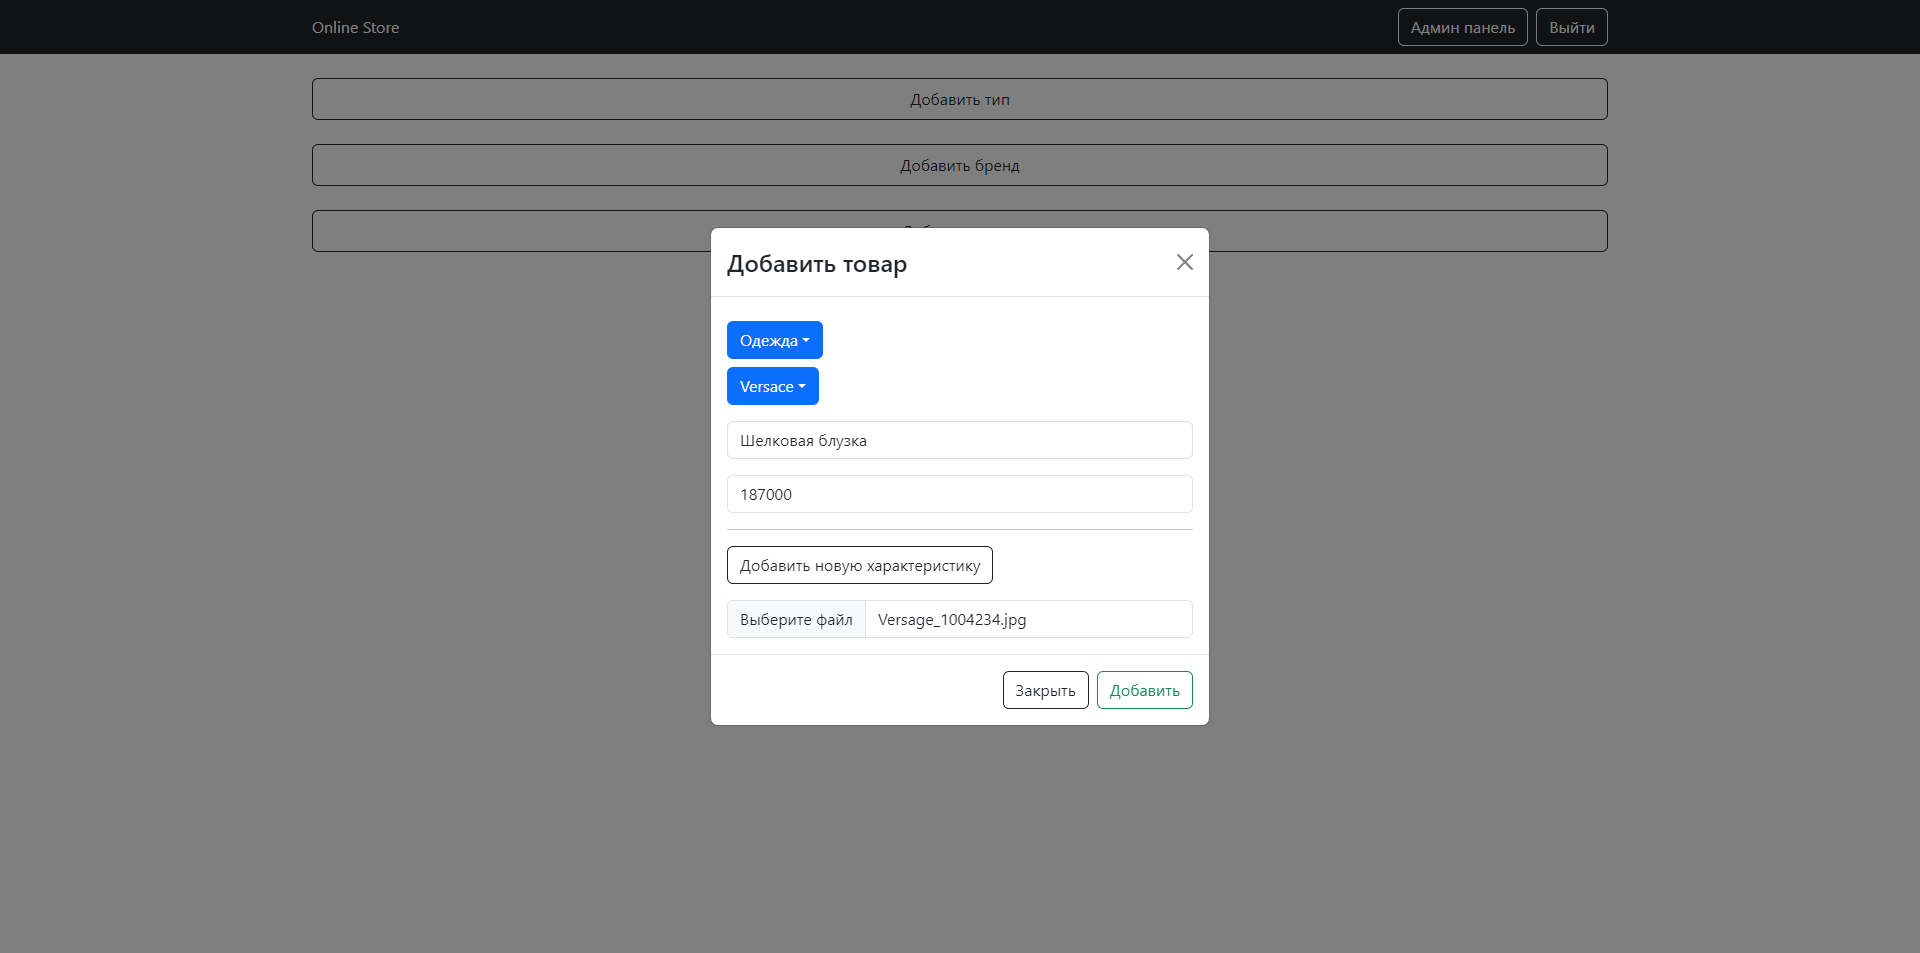 Online Store
Админ панель
Выйти
Добавить тип
Добавить бренд
Добавить товар
Одежда
Versace
Шелковая блузка
187000
Добавить новую характеристику
Выберите файл
Versage_1004234.jpg
Закрыть
Добавить